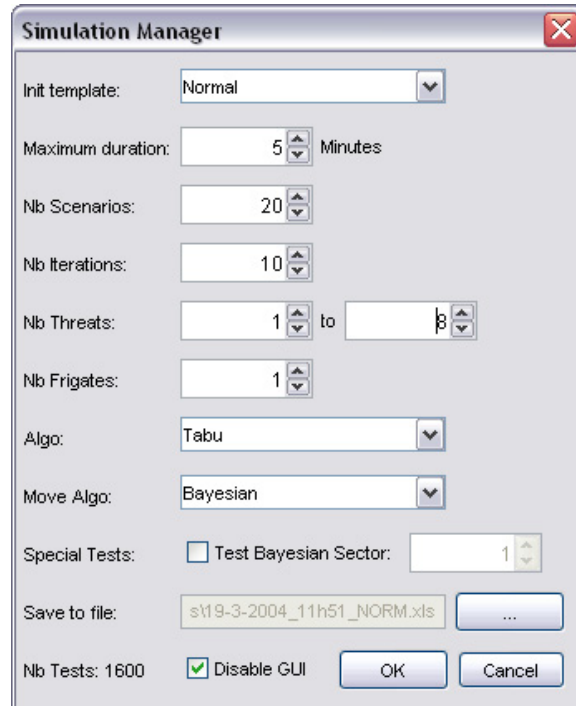 Simulation Manager
Init template: Normal
Maximum duration: 5 Minutes
Nb Scenarios: 20
Nb Iterations: 10
Nb Threats: 1 to 8
Nb Frigates: 1
Algo: Tabu
Move Algo: Bayesian
Special Tests: Test Bayesian Sector: 1
Save to file: s\19-3-2004_11h51_NORM.xls ...
Nb Tests: 1600 Disable GUI OK Cancel